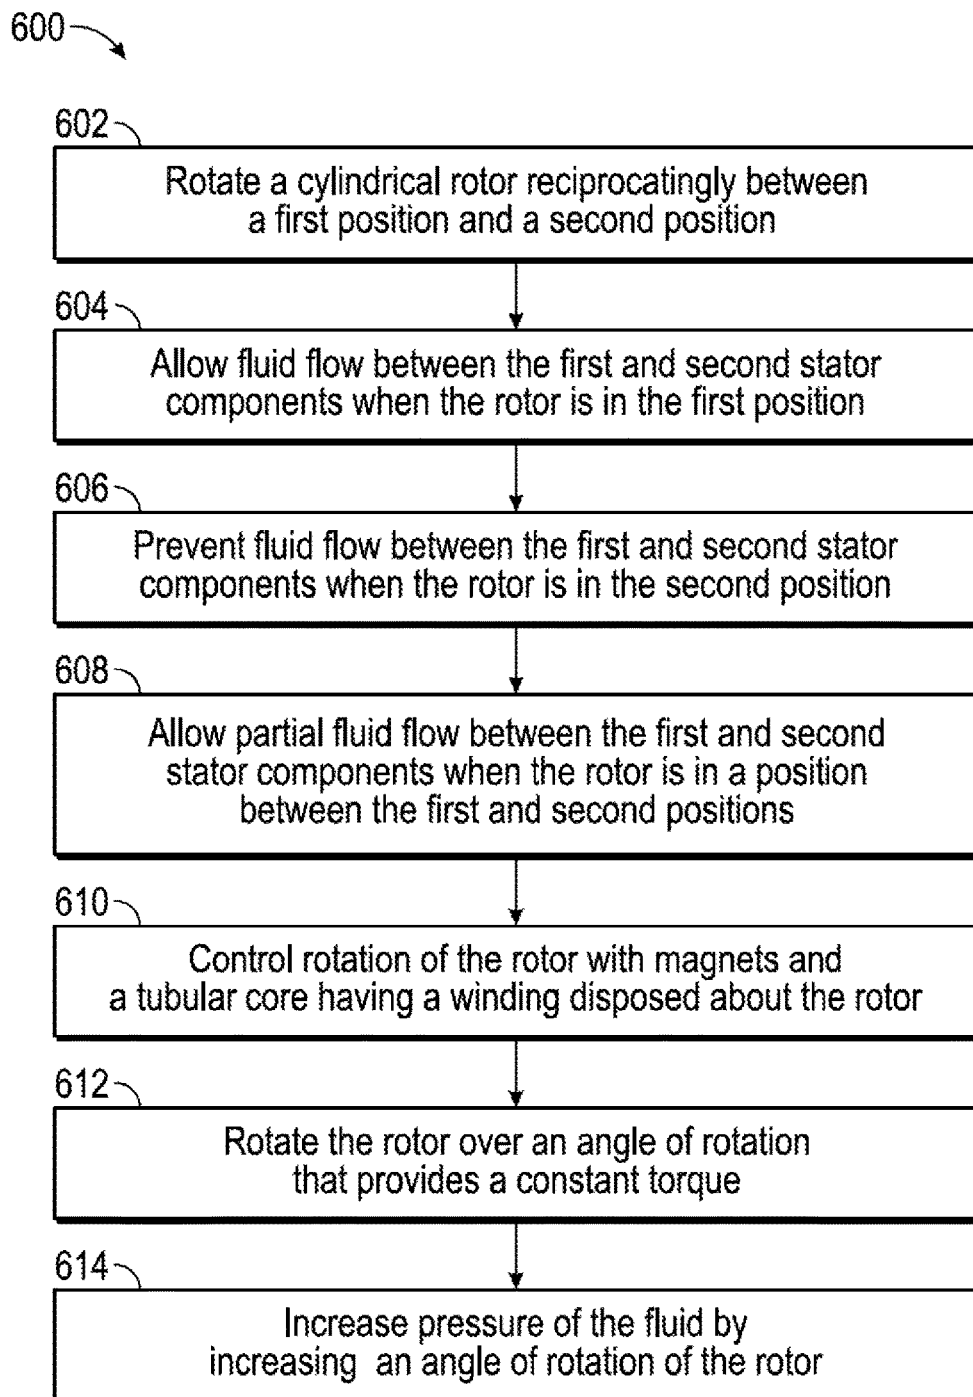 600
602
Rotate a cylindrical rotor reciprocatingly between
a first position and a second position
604
Allow fluid flow between the first and second stator
components when the rotor is in the first position
606
Prevent fluid flow between the first and second stator
components when the rotor is in the second position
608
Allow partial fluid flow between the first and second
stator components when the rotor is in a position
between the first and second positions
610
Control rotation of the rotor with magnets and
a tubular core having a winding disposed about the rotor
612
Rotate the rotor over an angle of rotation
that provides a constant torque
614
Increase pressure of the fluid by
increasing an angle of rotation of the rotor